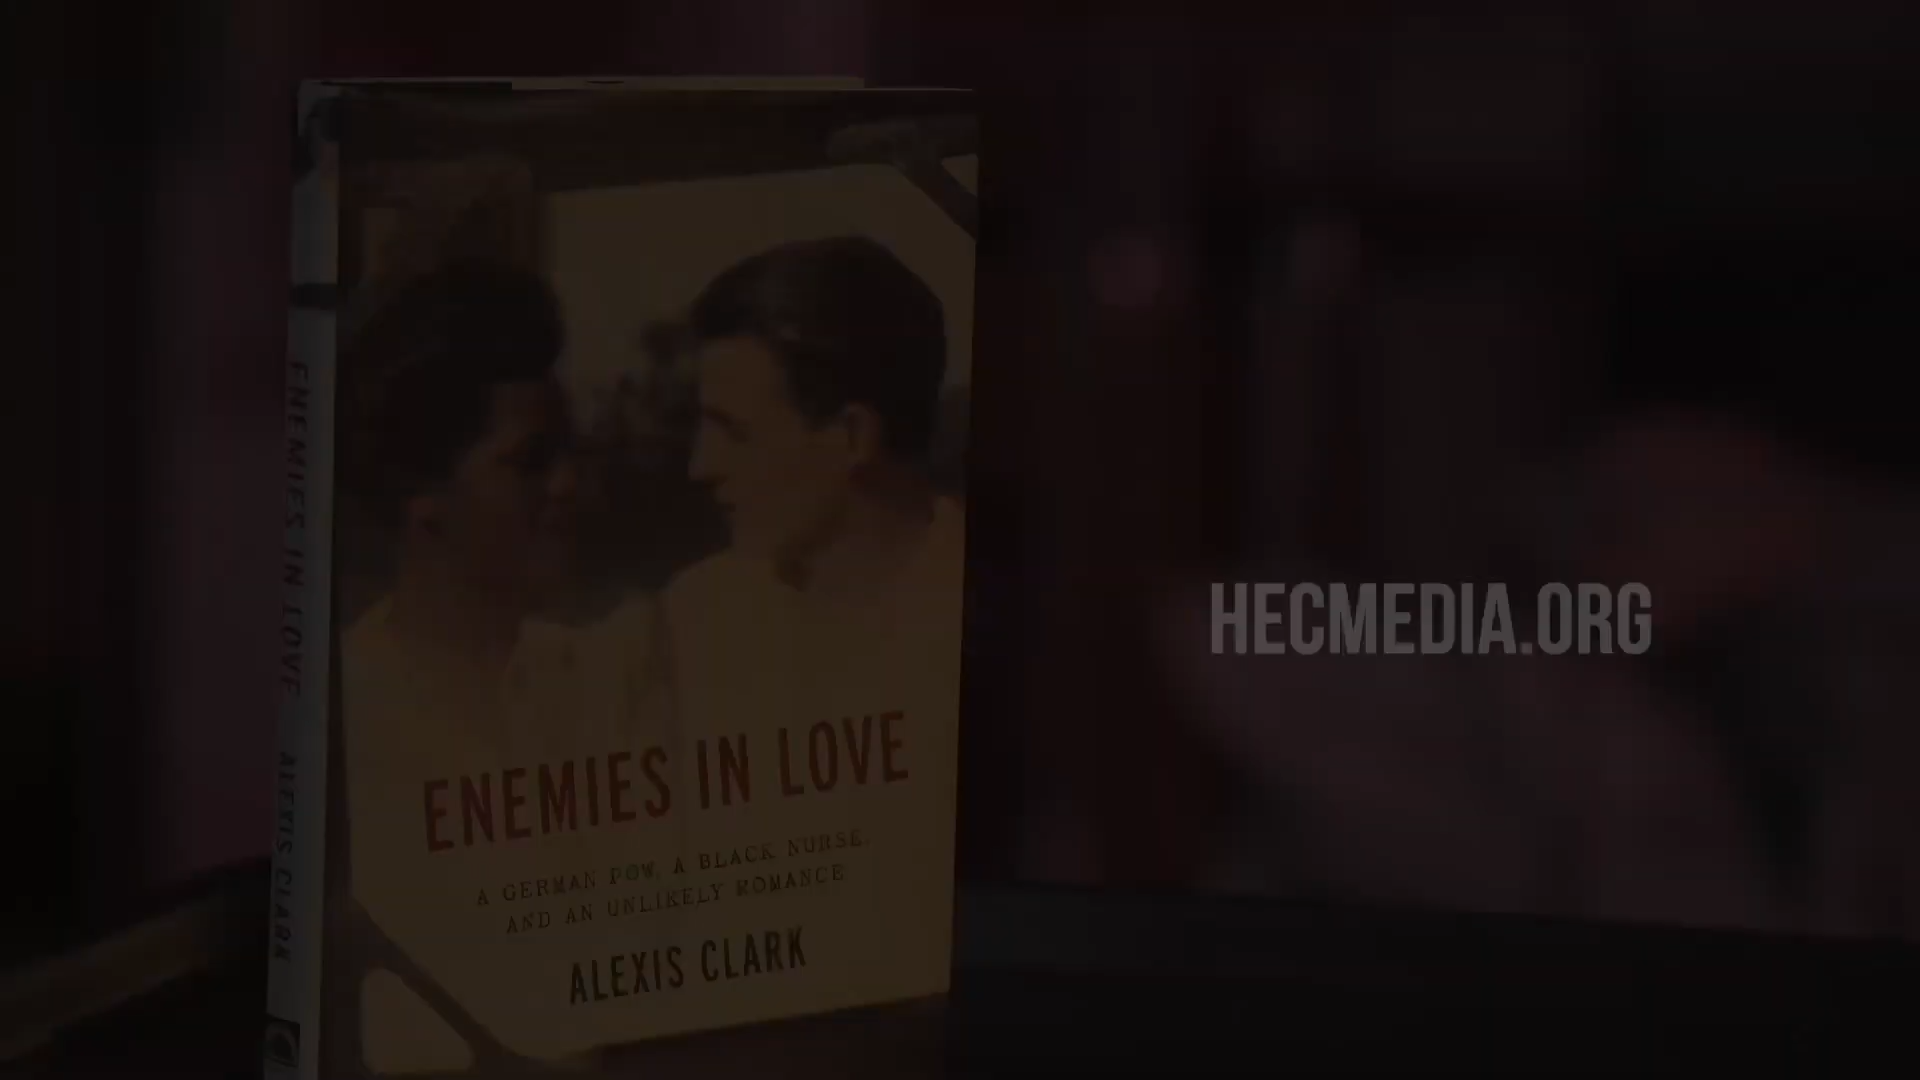 ENEMIES IN LOVE ALEXIS CLARK
ENEMIES IN LOVE
A GERMAN POW, A BLACK NURSE,
AND AN UNLIKELY ROMANCE
ALEXIS CLARK
HECMEDIA.ORG